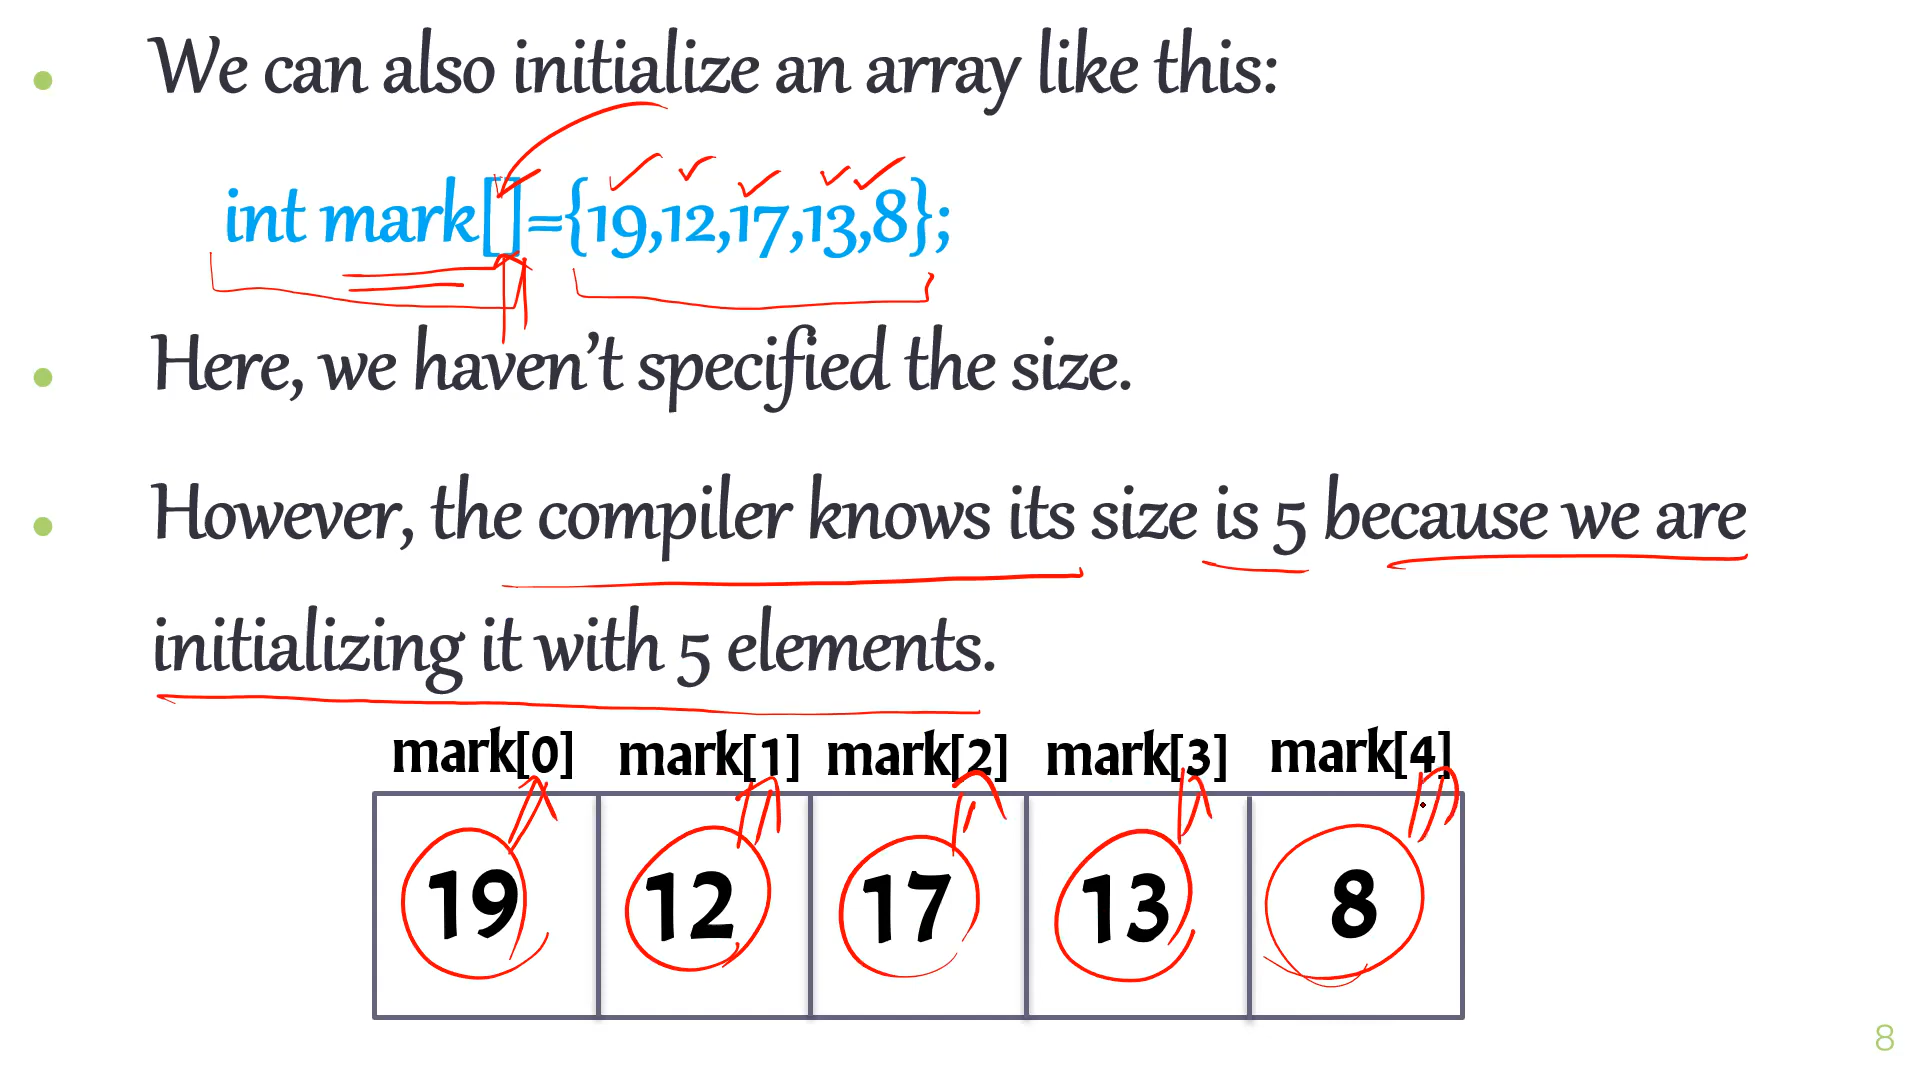 We can also initialize an array like this:
int mark[]={19,12,17,13,8};
Here, we haven't specified the size.
However, the compiler knows its size is 5 because we are
initializing it with 5 elements.
mark[0] mark[1] mark[2] mark[3] mark[4]
19 12 17 13 8
8